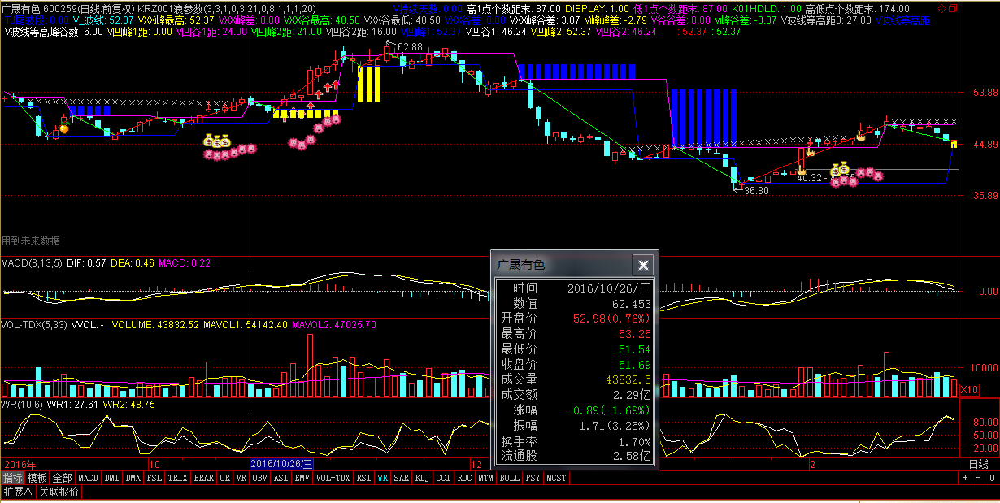 广晟有色 600259(日线.前复权) KRZ001浪参数(3,3,1,0,3,21,0,8,1,1,1,20) V持续天数: 0.00 高1点个数距末: 87.00 DISPLAY: 1.00 低1点个数距末: 87.00 K01HDLD: 1.00 高低点个数距末: 174.00
0.00 V_波线: 52.37 V㸚峰最高: 52.37 V㸚峰差: 0.00 V㸚谷最高: 48.50 V㸚谷最低: 48.50 V㸚谷差: 0.00 V㸚峰谷差: 3.87 V峰峰差: -2.79 V谷谷差: 0.00 V峰谷差: -3.87 V波线等高距0: 27.00 V波线等高距
V波线等高峰谷数: 6.00 V凹峰1距: 0.00 V凹谷1距: 24.00 V凹峰2距: 21.00 V凹谷2距: 16.00 V凹峰1: 52.37 V凹谷1: 46.24 V凹峰2: 52.37 V凹谷2: 46.24 : 52.37 : 52.37
62.88
53.88
44.89
40.32-
36.80
35.89
用到未来数据
MACD(8,13,5) DIF: 0.57 DEA: 0.46 MACD: 0.22
0.00
VOL-TDX(5,33) VVOL: - VOLUME: 43832.52 MAVOL1: 54142.40 MAVOL2: 47025.70
10000
X10
WR(10,6) WR1: 27.61 WR2: 48.75
80.00
50.00
20.00
广晟有色
时间 2016/10/26/三
数值 62.453
开盘价 52.98(0.76%)
最高价 53.25
最低价 51.54
收盘价 51.69
成交量 43832.5
成交额 2.29亿
涨幅 -0.89(-1.69%)
振幅 1.71(3.25%)
换手率 1.70%
流通股 2.58亿
2016年 10 2016/10/26/三 12 2 日线
指标 模板 全部 MACD DMI DMA FSL TRIX BRAR CR VR OBV ASI EMV VOL-TDX RSI WR SAR KDJ CCI ROC MTM BOLL PSY MCST + - 0
扩展∧ 关联报价